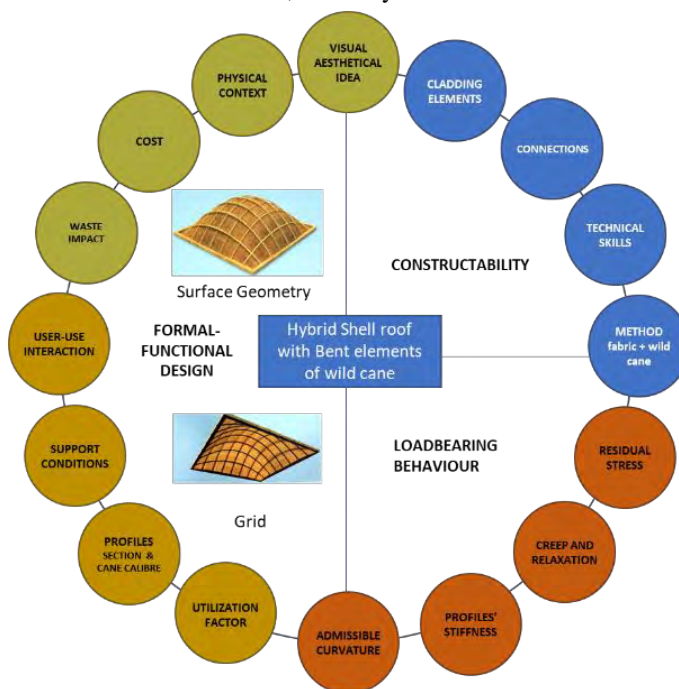 VISUAL
AESTHETICAL
IDEA
CLADDING
ELEMENTS
CONNECTIONS
TECHNICAL
SKILLS
METHOD
fabric + wild
cane
RESIDUAL
STRESS
CREEP AND
RELAXATION
PROFILES'
STIFFNESS
ADMISSIBLE
CURVATURE
UTILIZATION
FACTOR
PROFILES
SECTION &
CANE CALIBRE
SUPPORT
CONDITIONS
USER-USE
INTERACTION
WASTE
IMPACT
COST
PHYSICAL
CONTEXT
Surface Geometry
FORMAL-
FUNCTIONAL
DESIGN
Grid
CONSTRUCTABILITY
Hybrid Shell roof
with Bent elements
of wild cane
LOADBEARING
BEHAVIOUR